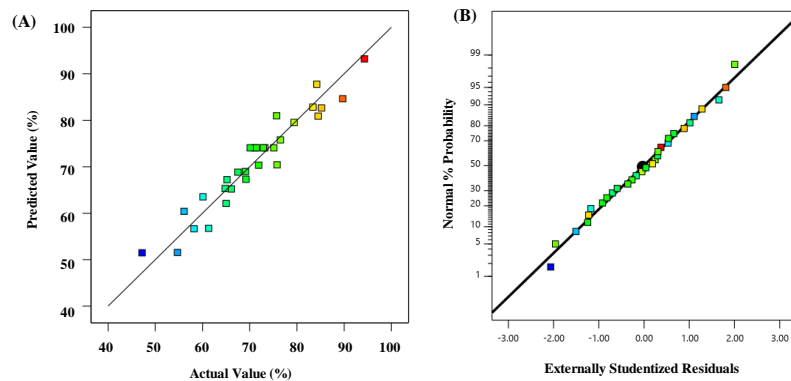 (A)
100
90
80
70
60
50
40
Predicted Value (%)
40 50 60 70 80 90 100
Actual Value (%)
(B)
99
95
90
80
70
50
30
20
10
5
1
Normal % Probability
-3.00 -2.00 -1.00 0.00 1.00 2.00 3.00
Externally Studentized Residuals